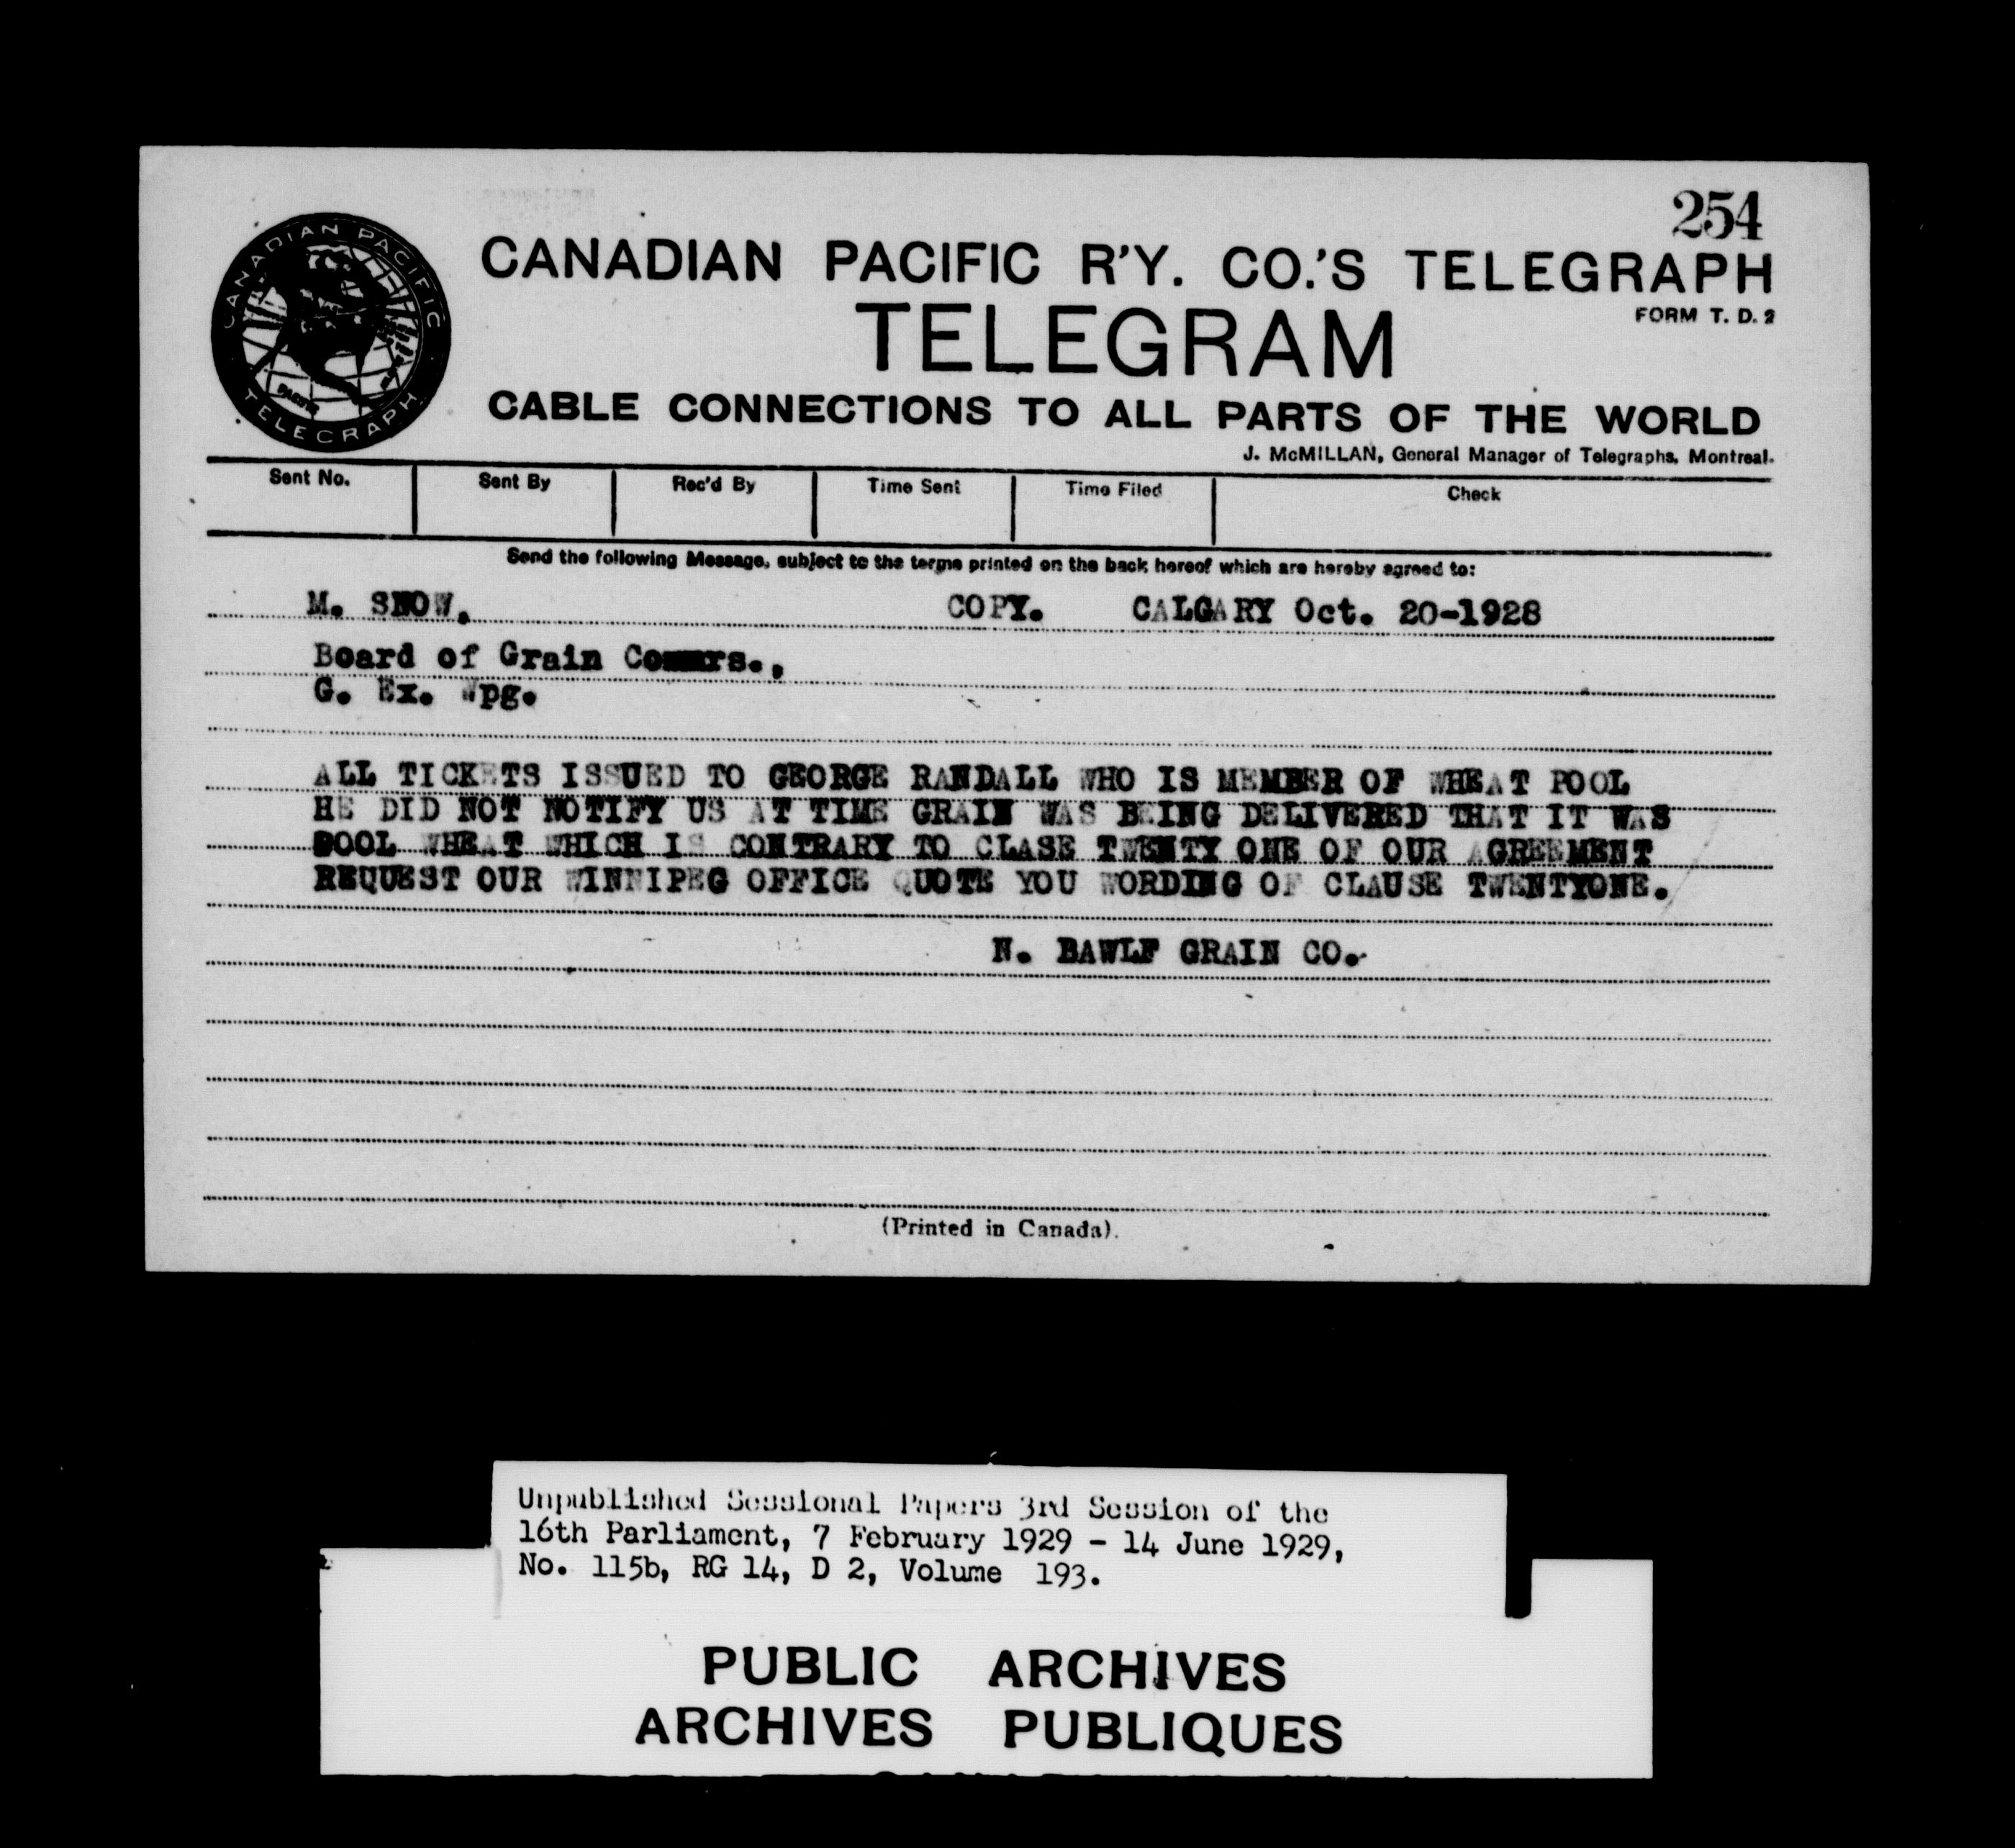 254
CANADIAN PACIFIC R'Y. CO.'S TELEGRAPH
TELEGRAM
FORM T. D. 2
CABLE CONNECTIONS TO ALL PARTS OF THE WORLD
J. McMILLAN, General Manager of Telegraphs, Montreal.
CANADIAN PACIFIC
PACIFIC
TELEGRAPH
Sent No. Sent By Rec'd By Time Sent Time Filed Check
Send the following Message, subject to the terms printed on the back hereof which are hereby agreed to:
M. SNOW, COPY. CALGARY Oct. 20-1928
Board of Grain Commrs.,
G. Ex. Wpg.
ALL TICKETS ISSUED TO GEORGE RANDALL WHO IS MEMBER OF WHEAT POOL
HE DID NOT NOTIFY US AT TIME GRAIN WAS BEING DELIVERED THAT IT WAS
POOL WHEAT WHICH IS CONTRARY TO CLASE TWENTY ONE OF OUR AGREEMENT
REQUEST OUR WINNIPEG OFFICE QUOTE YOU WORDING OF CLAUSE TWENTYONE.
N. BAWLF GRAIN CO.
(Printed in Canada).
Unpublished Sessional Papers 3rd Session of the
16th Parliament, 7 February 1929 - 14 June 1929,
No. 115b, RG 14, D 2, Volume 193.
PUBLIC ARCHIVES
ARCHIVES PUBLIQUES